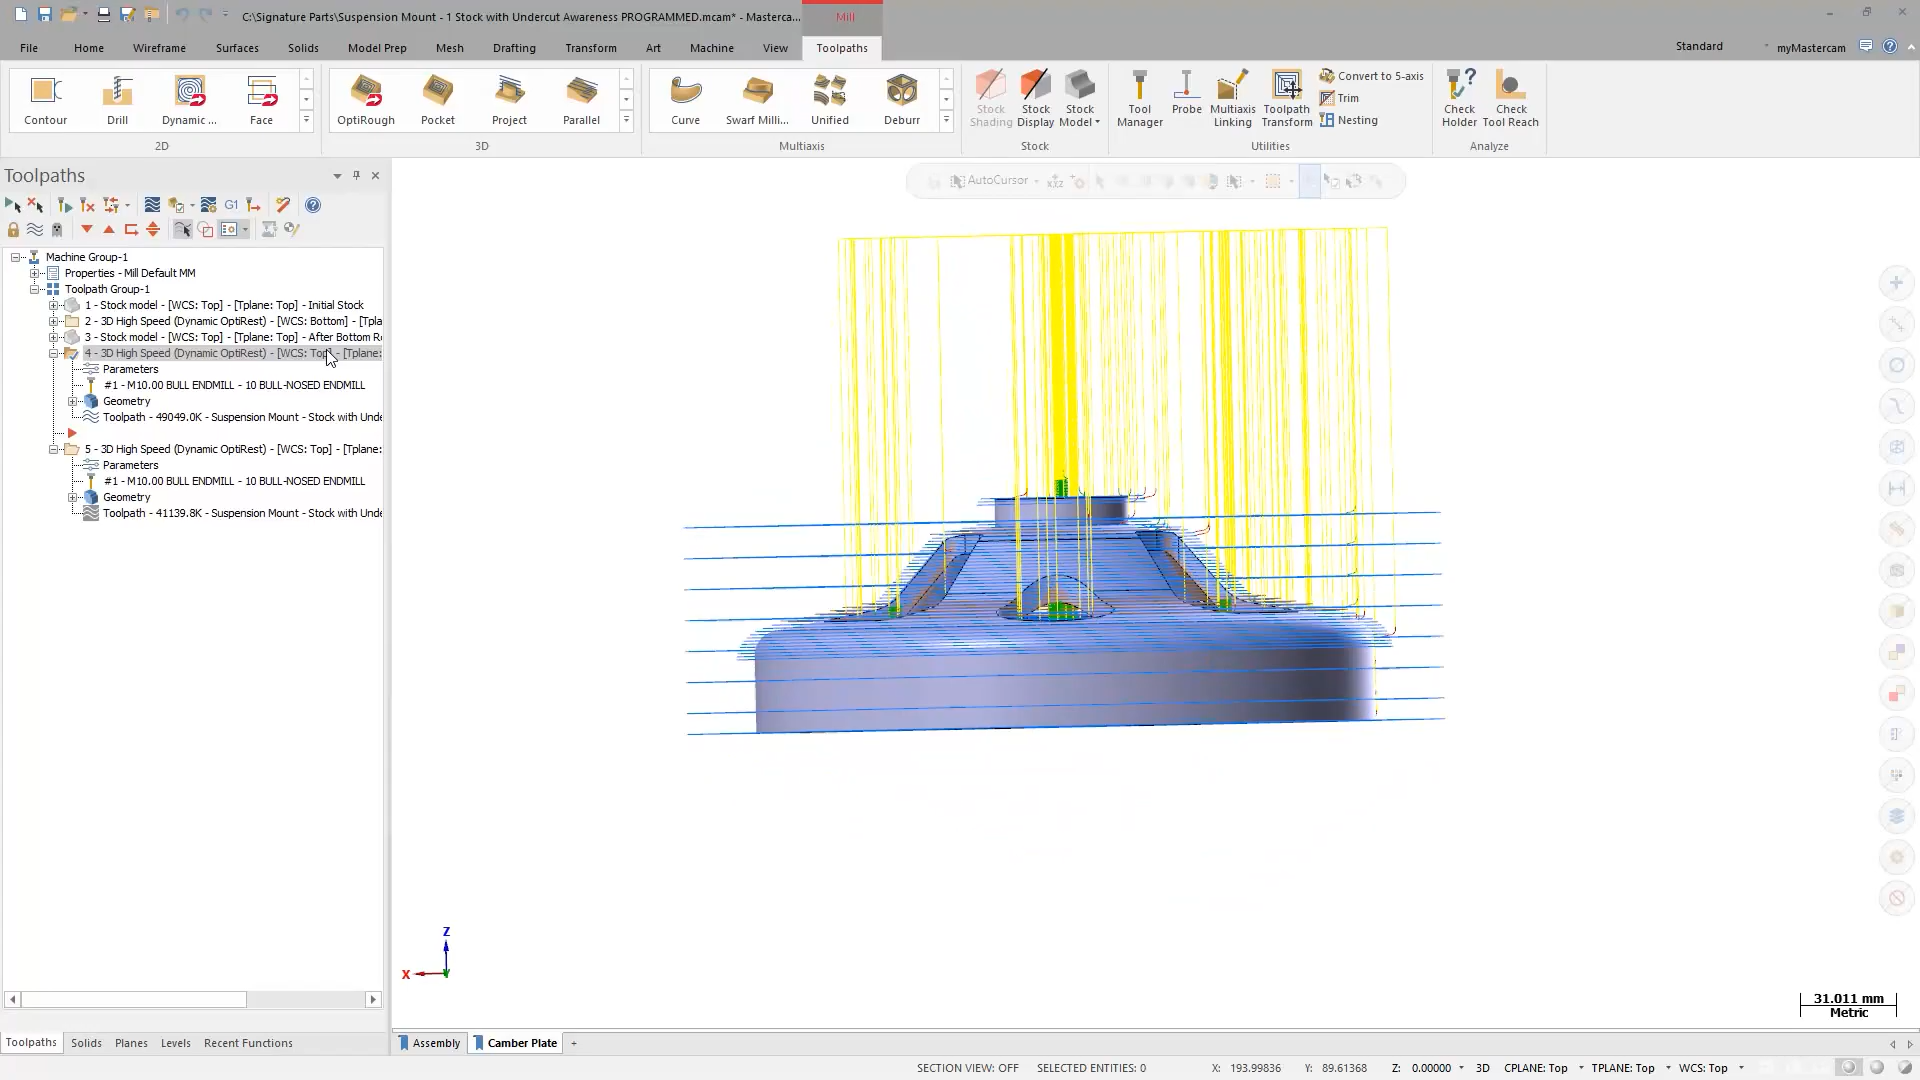 C:\Signature Parts\Suspension Mount - 1 Stock with Undercut Awareness PROGRAMMED.mcam* - Masterca...
Mill
File Home Wireframe Surfaces Solids Model Prep Mesh Drafting Transform Art Machine View Toolpaths
Standard myMastercam
Contour Drill Dynamic ... Face
2D
OptiRough Pocket Project Parallel
3D
Curve Swarf Milli... Unified Deburr
Multiaxis
Stock Shading Stock Display Stock Model
Stock
Tool Manager Probe Multiaxis Linking Toolpath Transform
Convert to 5-axis
Trim
Nesting
Utilities
Check Holder Check Tool Reach
Analyze
Toolpaths
AutoCursor
G1
Machine Group-1
Properties - Mill Default MM
Toolpath Group-1
1 - Stock model - [WCS: Top] - [Tplane: Top] - Initial Stock
2 - 3D High Speed (Dynamic OptiRest) - [WCS: Bottom] - [Tpla
3 - Stock model - [WCS: Top] - [Tplane: Top] - After Bottom R
4 - 3D High Speed (Dynamic OptiRest) - [WCS: Top] - [Tplane:
Parameters
#1 - M10.00 BULL ENDMILL - 10 BULL-NOSED ENDMILL
Geometry
Toolpath - 49049.0K - Suspension Mount - Stock with Unde
5 - 3D High Speed (Dynamic OptiRest) - [WCS: Top] - [Tplane:
Parameters
#1 - M10.00 BULL ENDMILL - 10 BULL-NOSED ENDMILL
Geometry
Toolpath - 41139.8K - Suspension Mount - Stock with Unde
Z
X
31.011 mm
Metric
Toolpaths Solids Planes Levels Recent Functions
Assembly Camber Plate +
SECTION VIEW: OFF SELECTED ENTITIES: 0 X: 193.99836 Y: 89.61368 Z: 0.00000 3D CPLANE: Top TPLANE: Top WCS: Top